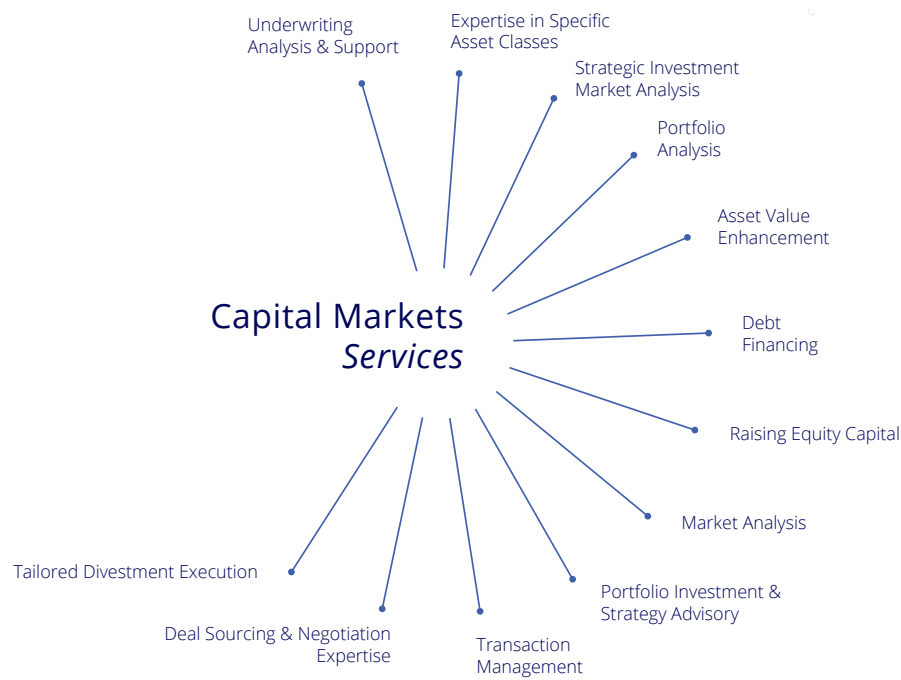 Underwriting
Analysis & Support
Expertise in Specific
Asset Classes
Strategic Investment
Market Analysis
Portfolio
Analysis
Asset Value
Enhancement
Capital Markets
Services
Debt
Financing
Raising Equity Capital
Market Analysis
Tailored Divestment Execution
Portfolio Investment &
Strategy Advisory
Deal Sourcing & Negotiation
Expertise
Transaction
Management